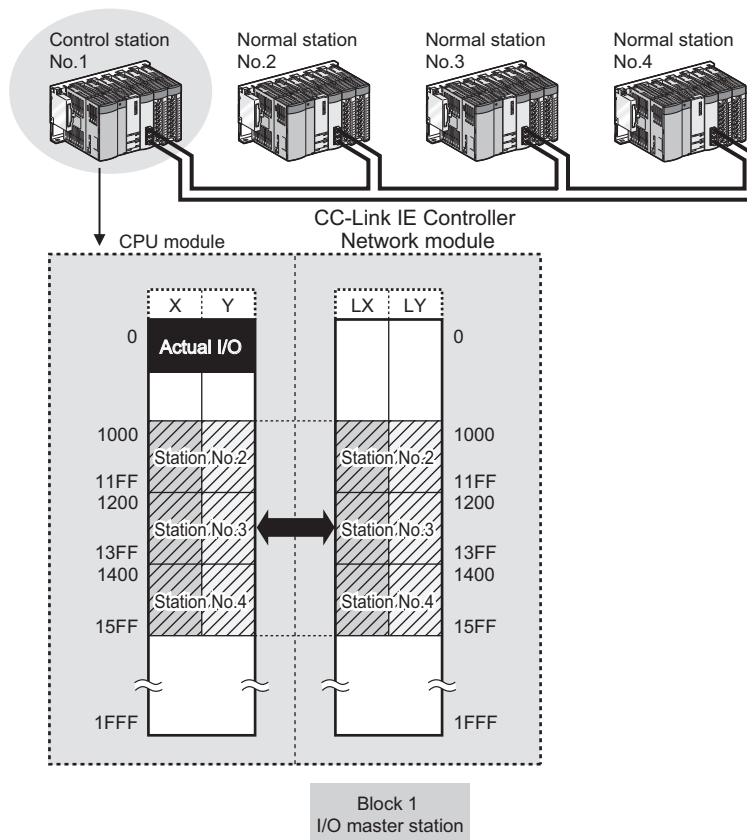 Control station
No.1
Normal station
No.2
Normal station
No.3
Normal station
No.4
CC-Link IE Controller
Network module
CPU module
X Y
LX LY
0
Actual I/O
0
1000
Station No.2
11FF
1200
Station No.3
13FF
1400
Station No.4
15FF
1FFF
1000
Station No.2
11FF
1200
Station No.3
13FF
1400
Station No.4
15FF
1FFF
Block 1
I/O master station